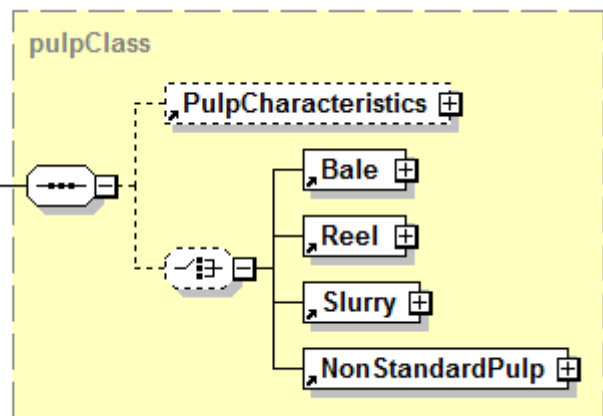 pulpClass
PulpCharacteristics
Bale
Reel
Slurry
NonStandardPulp